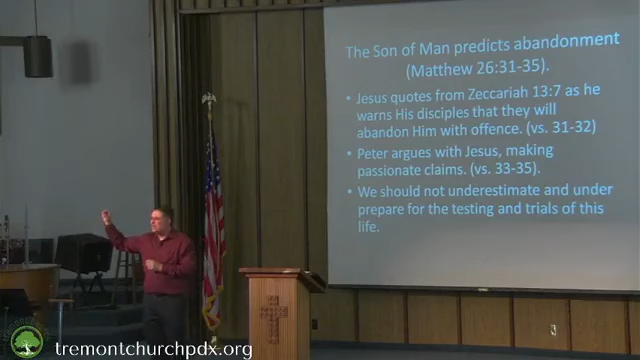 The Son of Man predicts abandonment
(Matthew 26:31-35).
• Jesus quotes from Zeccariah 13:7 as he
warns His disciples that they will
abandon Him with offence. (vs. 31-32)
• Peter argues with Jesus, making
passionate claims. (vs. 33-35).
• We should not underestimate and under
prepare for the testing and trials of this
life.
tremontchurchpdx.org